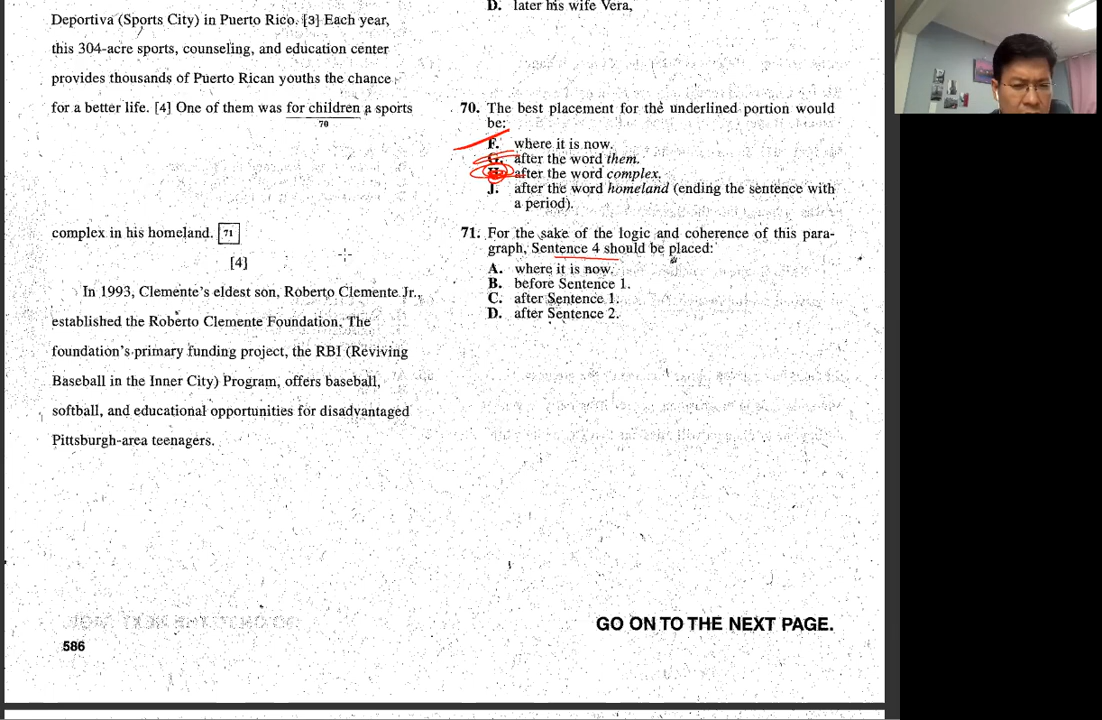 Deportiva (Sports City) in Puerto Rico. [3] Each year,
this 304-acre sports, counseling, and education center
provides thousands of Puerto Rican youths the chance
for a better life. [4] One of them was for children a sports
70
complex in his homeland. 71
[4]
In 1993, Clemente's eldest son, Roberto Clemente Jr.,
established the Roberto Clemente Foundation. The
foundation's primary funding project, the RBI (Reviving
Baseball in the Inner City) Program, offers baseball,
softball, and educational opportunities for disadvantaged
Pittsburgh-area teenagers.
586
D. later his wife Vera,
70. The best placement for the underlined portion would
be:
F. where it is now.
G. after the word them.
H. after the word complex.
J. after the word homeland (ending the sentence with
a period).
71. For the sake of the logic and coherence of this para-
graph, Sentence 4 should be placed:
A. where it is now.
B. before Sentence 1.
C. after Sentence 1.
D. after Sentence 2.
GO ON TO THE NEXT PAGE.